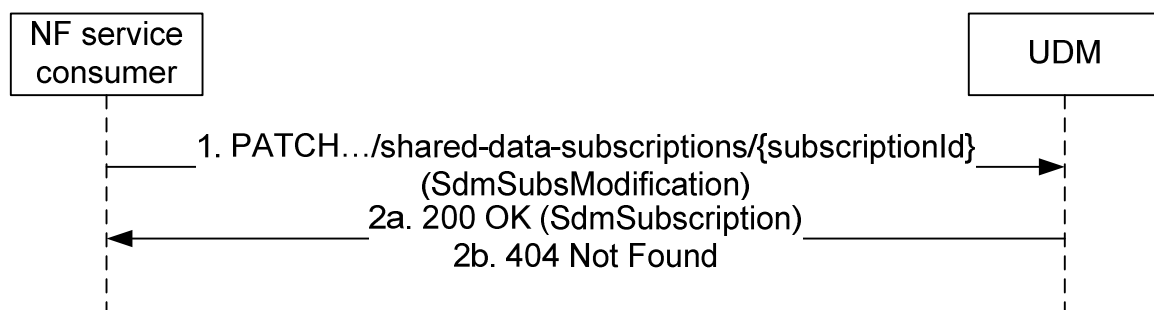 NF service
consumer
UDM
1. PATCH…/shared-data-subscriptions/{subscriptionId}
(SdmSubsModification)
2a. 200 OK (SdmSubscription)
2b. 404 Not Found